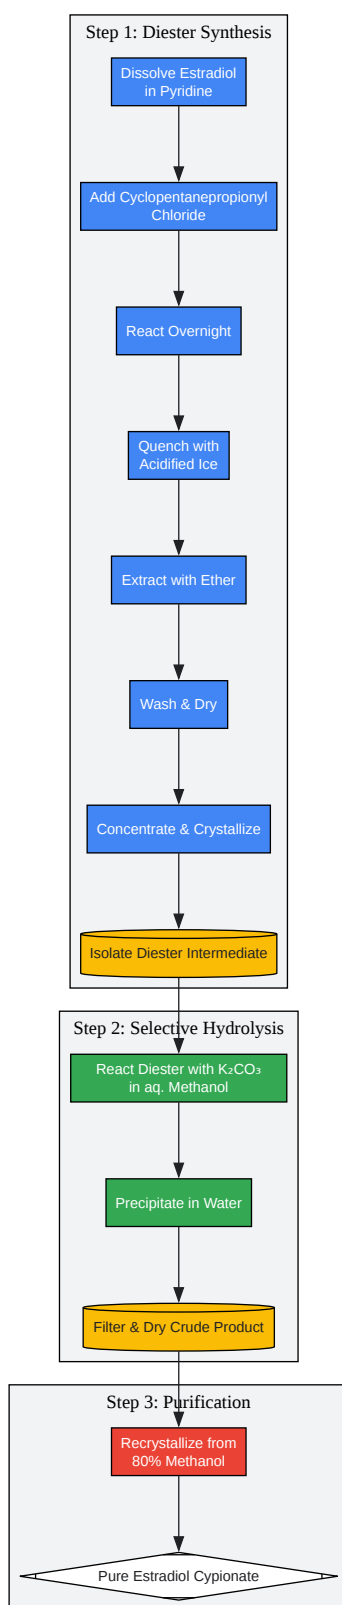 Step 1: Diester Synthesis
Dissolve Estradiol
in Pyridine
Add Cyclopentanepropionyl
Chloride
React Overnight
Quench with
Acidified Ice
Extract with Ether
Wash & Dry
Concentrate & Crystallize
Isolate Diester Intermediate
Step 2: Selective Hydrolysis
React Diester with K₂CO₃
in aq. Methanol
Precipitate in Water
Filter & Dry Crude Product
Step 3: Purification
Recrystallize from
80% Methanol
Pure Estradiol Cypionate